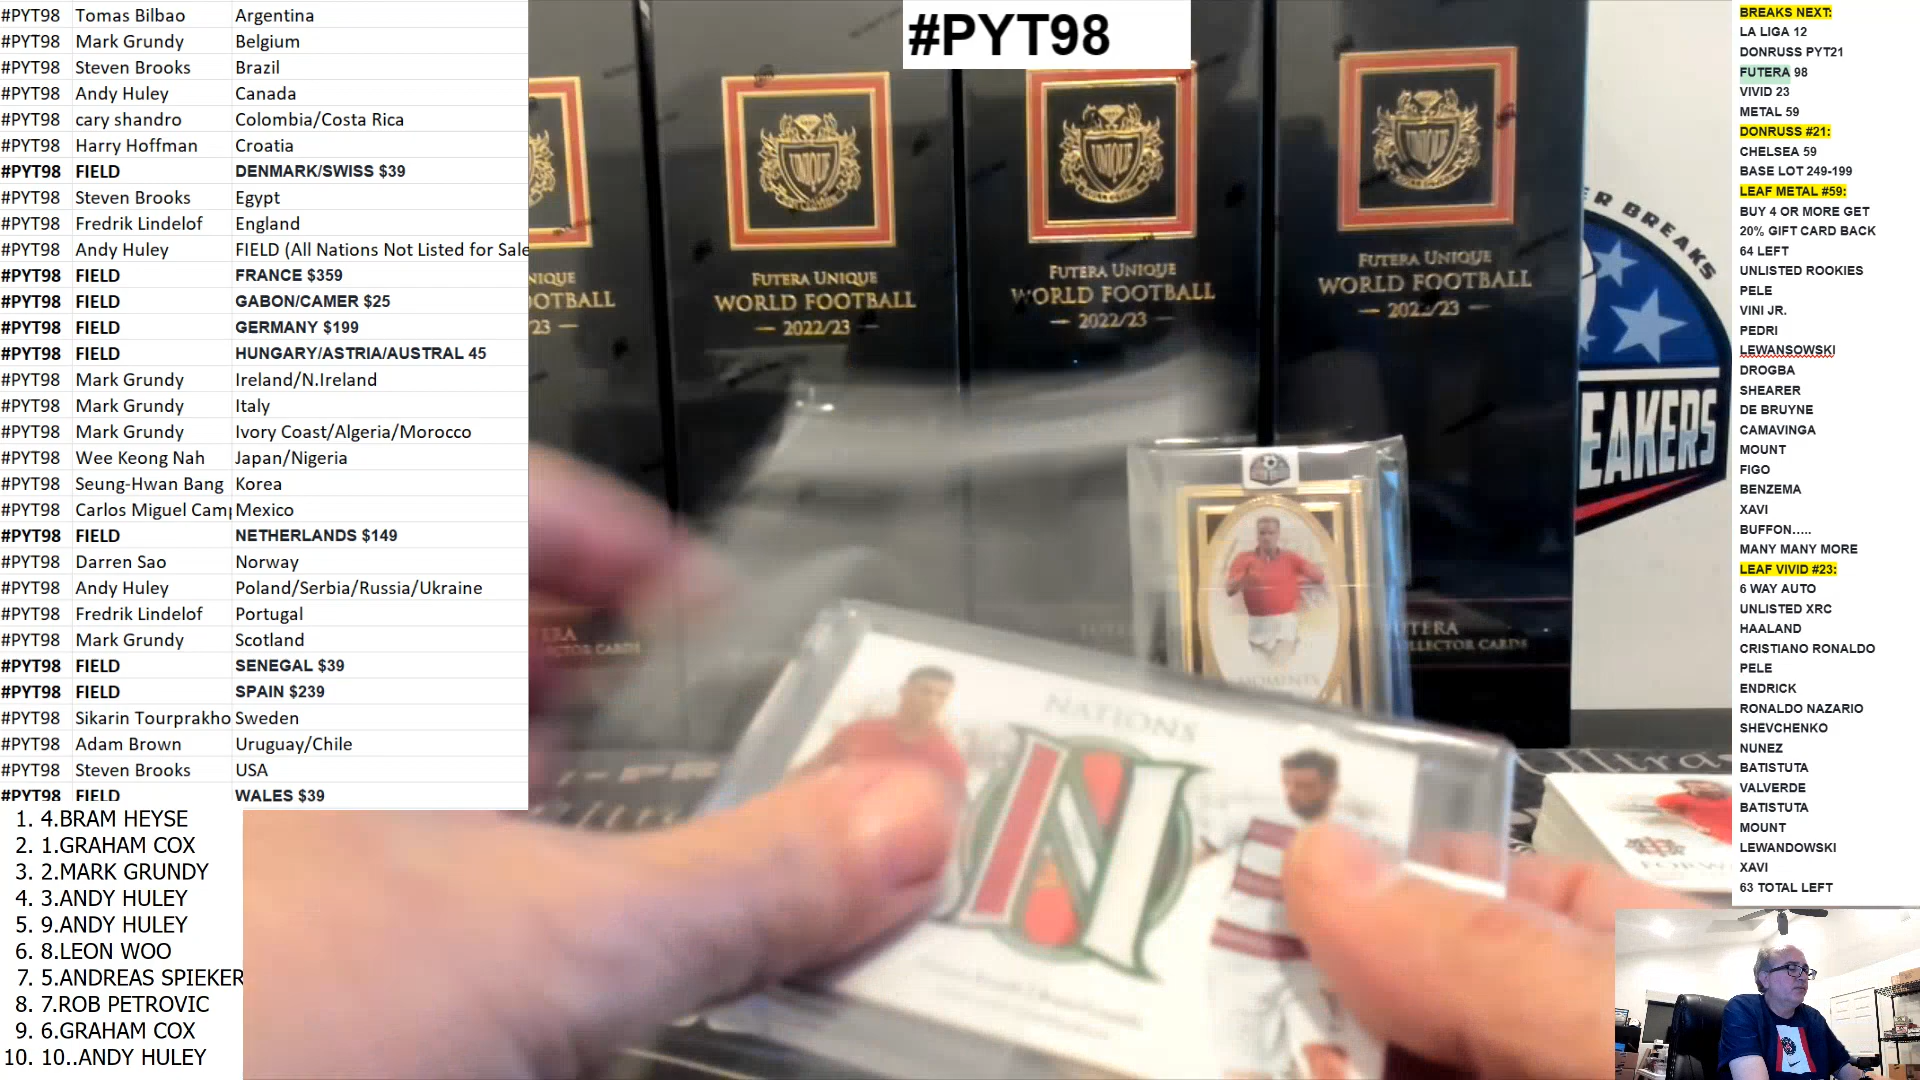 #PYT98 Tomas Bilbao Argentina
#PYT98 Mark Grundy Belgium
#PYT98 Steven Brooks Brazil
#PYT98 Andy Huley Canada
#PYT98 cary shandro Colombia/Costa Rica
#PYT98 Harry Hoffman Croatia
#PYT98 FIELD DENMARK/SWISS $39
#PYT98 Steven Brooks Egypt
#PYT98 Fredrik Lindelof England
#PYT98 Andy Huley FIELD (All Nations Not Listed for Sale
#PYT98 FIELD FRANCE $359
#PYT98 FIELD GABON/CAMER $25
#PYT98 FIELD GERMANY $199
#PYT98 FIELD HUNGARY/ASTRIA/AUSTRAL 45
#PYT98 Mark Grundy Ireland/N.Ireland
#PYT98 Mark Grundy Italy
#PYT98 Mark Grundy Ivory Coast/Algeria/Morocco
#PYT98 Wee Keong Nah Japan/Nigeria
#PYT98 Seung-Hwan Bang Korea
#PYT98 Carlos Miguel Camp Mexico
#PYT98 FIELD NETHERLANDS $149
#PYT98 Darren Sao Norway
#PYT98 Andy Huley Poland/Serbia/Russia/Ukraine
#PYT98 Fredrik Lindelof Portugal
#PYT98 Mark Grundy Scotland
#PYT98 FIELD SENEGAL $39
#PYT98 FIELD SPAIN $239
#PYT98 Sikarin Tourprakho Sweden
#PYT98 Adam Brown Uruguay/Chile
#PYT98 Steven Brooks USA
#PYT98 FIELD WALES $39
1. 4.BRAM HEYSE
2. 1.GRAHAM COX
3. 2.MARK GRUNDY
4. 3.ANDY HULEY
5. 9.ANDY HULEY
6. 8.LEON WOO
7. 5.ANDREAS SPIEKER
8. 7.ROB PETROVIC
9. 6.GRAHAM COX
10. 10..ANDY HULEY
#PYT98
UNIQUE
FUTERA UNIQUE
WORLD FOOTBALL
— 2022/23 —
UNIQUE
FUTERA UNIQUE
WORLD FOOTBALL
— 2022/23 —
UNIQUE
FUTERA UNIQUE
WORLD FOOTBALL
— 2022/23 —
NIQUE
OTBALL
23 —
MOMENTS
NATIONS
N
R BREAKS
EAKERS
BREAKS NEXT:
LA LIGA 12
DONRUSS PYT21
FUTERA 98
VIVID 23
METAL 59
DONRUSS #21:
CHELSEA 59
BASE LOT 249-199
LEAF METAL #59:
BUY 4 OR MORE GET
20% GIFT CARD BACK
64 LEFT
UNLISTED ROOKIES
PELE
VINI JR.
PEDRI
LEWANSOWSKI
DROGBA
SHEARER
DE BRUYNE
CAMAVINGA
MOUNT
FIGO
BENZEMA
XAVI
BUFFON.....
MANY MANY MORE
LEAF VIVID #23:
6 WAY AUTO
UNLISTED XRC
HAALAND
CRISTIANO RONALDO
PELE
ENDRICK
RONALDO NAZARIO
SHEVCHENKO
NUNEZ
BATISTUTA
VALVERDE
BATISTUTA
MOUNT
LEWANDOWSKI
XAVI
63 TOTAL LEFT